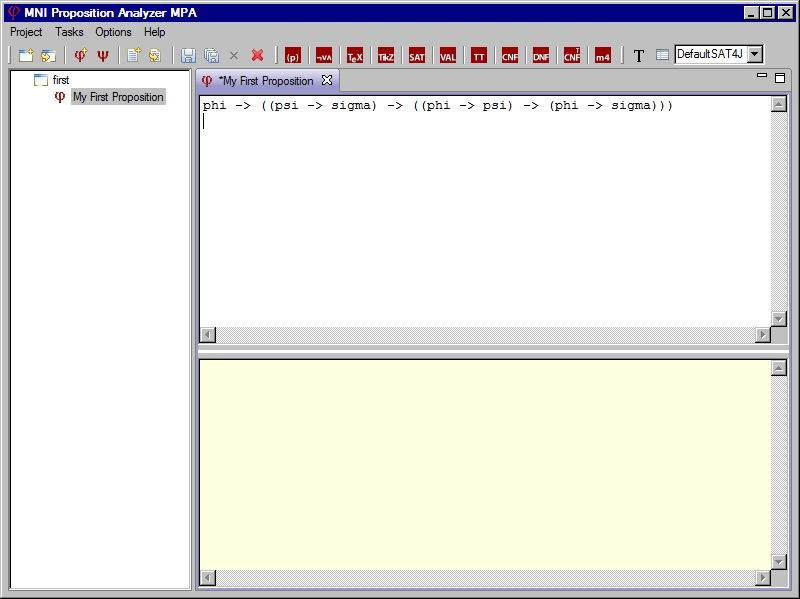 MNI Proposition Analyzer MPA
Project Tasks Options Help
φ ψ (p) ¬∨∧ TeX TikZ SAT VAL TT CNF DNF CNF T m4 T DefaultSAT4J
first
φ My First Proposition
φ *My First Proposition
phi -> ((psi -> sigma) -> ((phi -> psi) -> (phi -> sigma)))